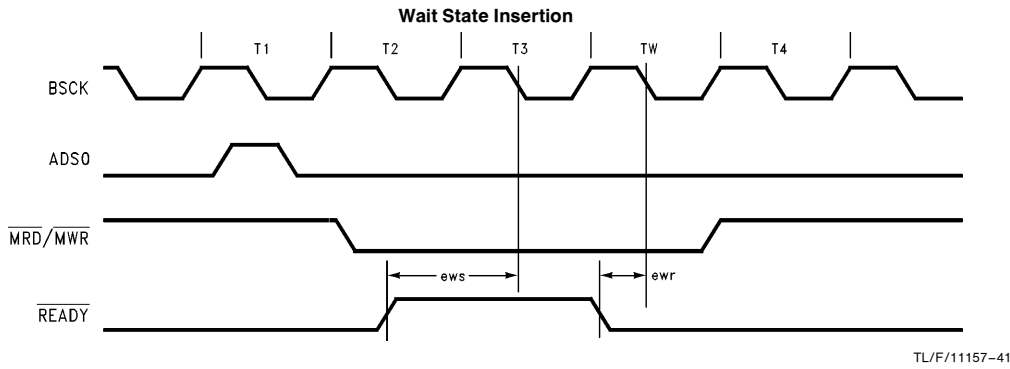 Wait State Insertion
T1 T2 T3 TW T4
BSCK
ADS0
MRD/MWR
ews ewr
READY
TL/F/11157–41